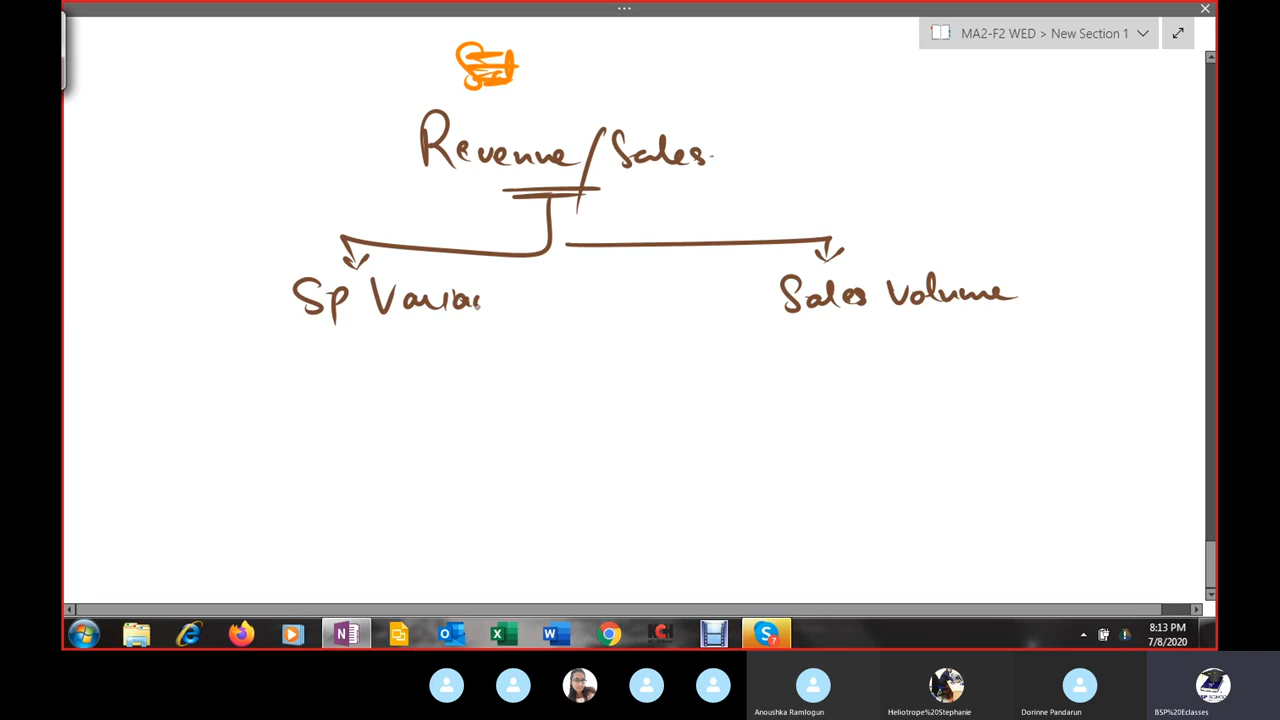 MA2-F2 WED > New Section 1
Revenue/Sales
Sp Varian
Sales Volume
8:13 PM
7/8/2020
Anoushka Ramlogun
Heliotrope%20Stephanie
Dorinne Pandarun
BSP%20Eclasses